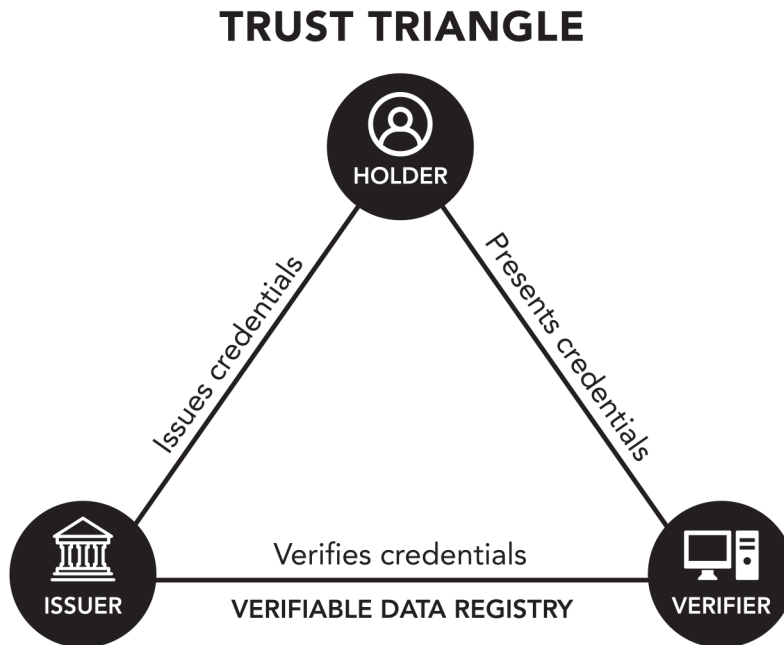 TRUST TRIANGLE
HOLDER
Issues credentials
Presents credentials
Verifies credentials
ISSUER
VERIFIABLE DATA REGISTRY
VERIFIER